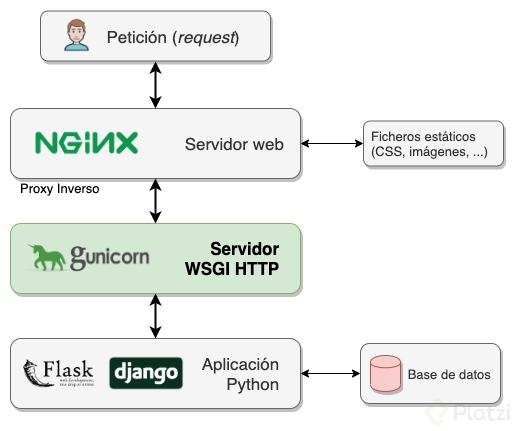 Petición (request)
NGINX
Servidor web
Ficheros estáticos
(CSS, imágenes, ...)
Proxy Inverso
gunicorn
Servidor
WSGI HTTP
Flask
web development,
one drop at a time
django
Aplicación
Python
Base de datos
Platzi